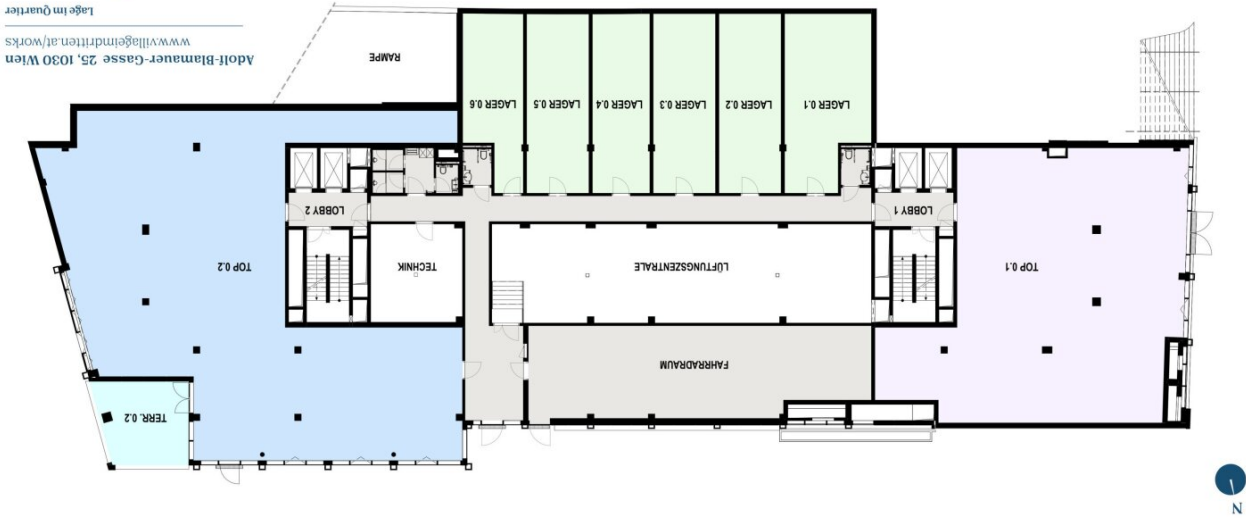 N
TERR. 0.2
FAHRRADRAUM
TOP 0.1
LÜFTUNGSZENTRALE
TECHNIK
TOP 0.2
LOBBY 1
LOBBY 2
LAGER 0.1
LAGER 0.2
LAGER 0.3
LAGER 0.4
LAGER 0.5
LAGER 0.6
RAMPE
Adolf-Blamauer-Gasse 25, 1030 Wien
www.villageimdritten.at/works
Lage im Quartier